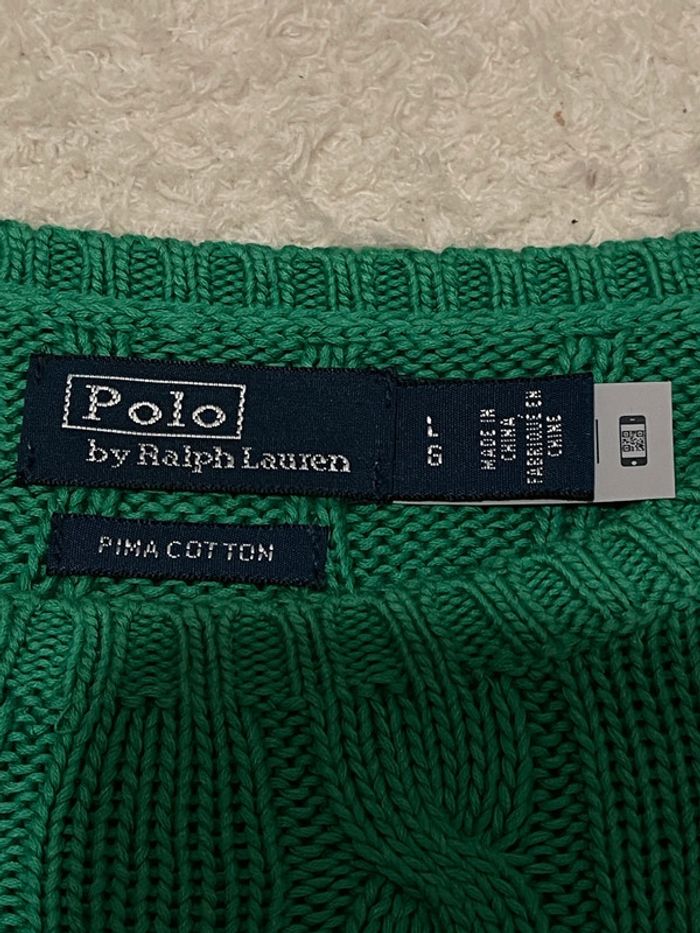 Polo
by Ralph Lauren
L
G
MADE IN
CHINA
FABRIQUÉ EN
CHINE
PIMA COTTON